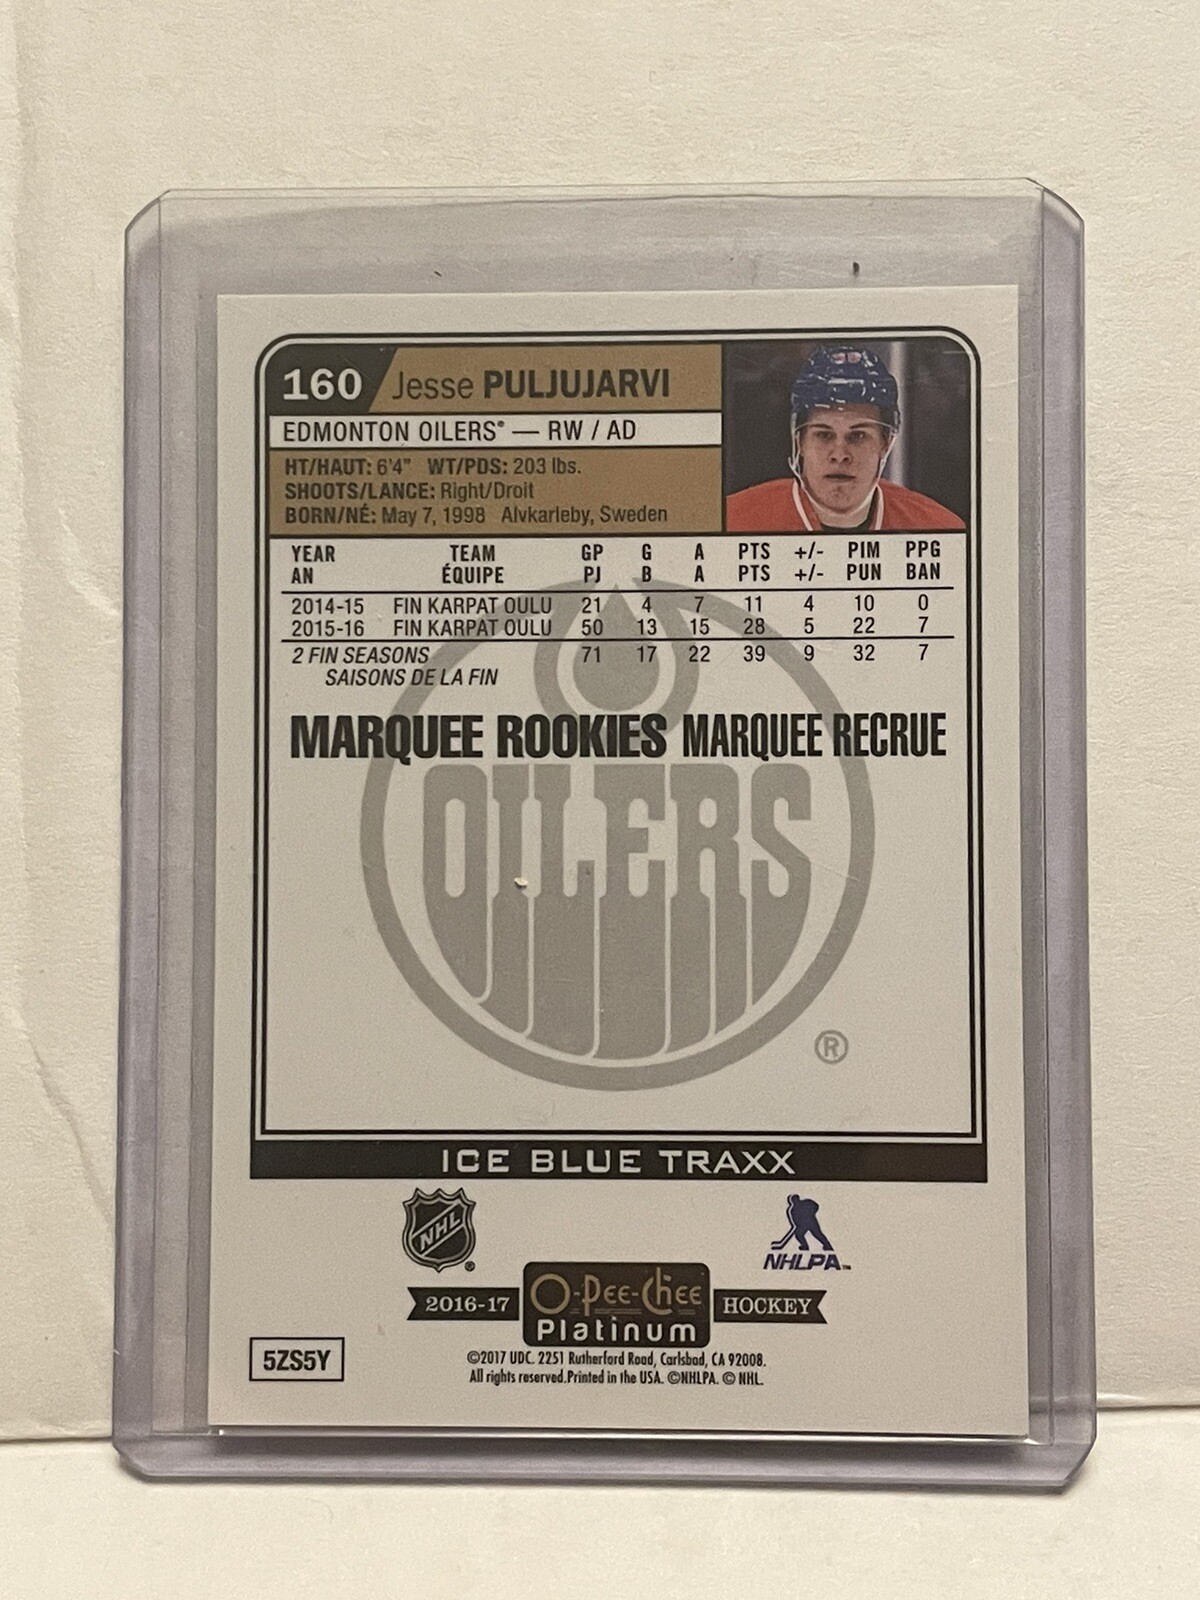 160 Jesse PULJUJARVI
EDMONTON OILERS® — RW / AD
HT/HAUT: 6'4" WT/PDS: 203 lbs.
SHOOTS/LANCE: Right/Droit
BORN/NÉ: May 7, 1998 Alvkarleby, Sweden
YEAR TEAM GP G A PTS +/- PIM PPG
AN ÉQUIPE PJ B A PTS +/- PUN BAN
2014-15 FIN KARPAT OULU 21 4 7 11 4 10 0
2015-16 FIN KARPAT OULU 50 13 15 28 5 22 7
2 FIN SEASONS 71 17 22 39 9 32 7
SAISONS DE LA FIN
MARQUEE ROOKIES MARQUEE RECRUE
OILERS
®
ICE BLUE TRAXX
NHL ®
NHLPA™
2016-17 O-Pee-Chee HOCKEY
Platinum
5ZS5Y
©2017 UDC. 2251 Rutherford Road, Carlsbad, CA 92008.
All rights reserved.Printed in the USA. ©NHLPA. © NHL.